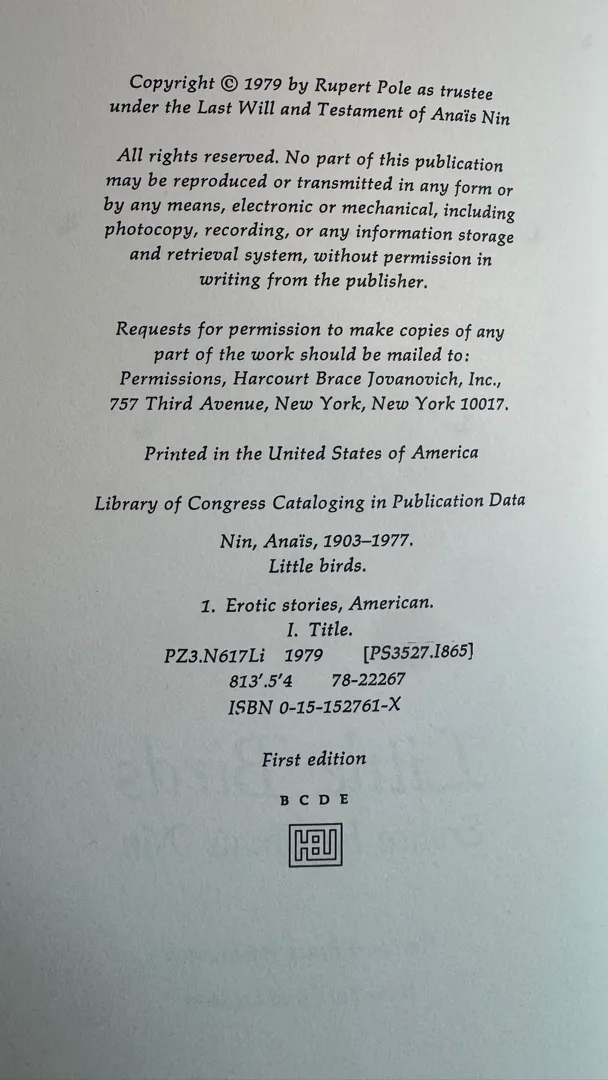 Copyright © 1979 by Rupert Pole as trustee
under the Last Will and Testament of Anaïs Nin
All rights reserved. No part of this publication
may be reproduced or transmitted in any form or
by any means, electronic or mechanical, including
photocopy, recording, or any information storage
and retrieval system, without permission in
writing from the publisher.
Requests for permission to make copies of any
part of the work should be mailed to:
Permissions, Harcourt Brace Jovanovich, Inc.,
757 Third Avenue, New York, New York 10017.
Printed in the United States of America
Library of Congress Cataloging in Publication Data
Nin, Anaïs, 1903–1977.
Little birds.
1. Erotic stories, American.
I. Title.
PZ3.N617Li 1979 [PS3527.I865]
813′.5′4 78-22267
ISBN 0-15-152761-X
First edition
B C D E
HBJ